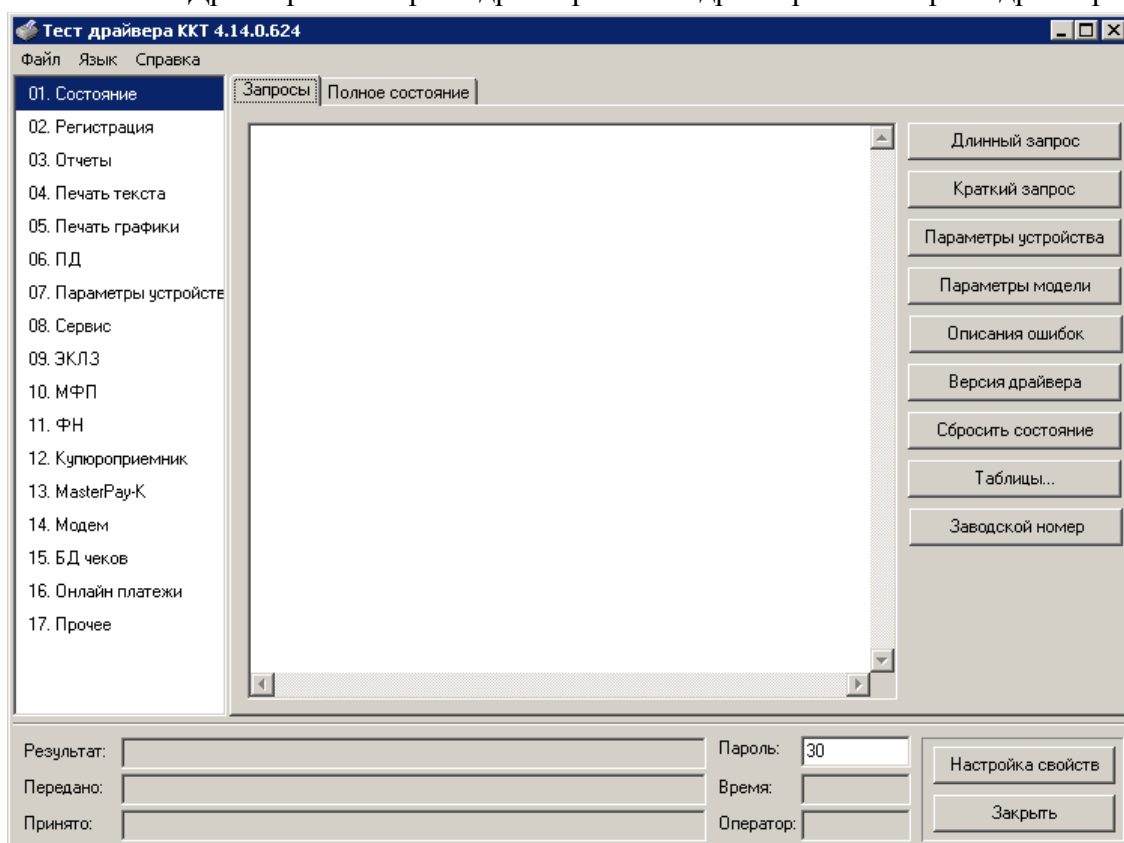 Тест драйвера ККТ 4.14.0.624
Файл Язык Справка
01. Состояние
02. Регистрация
03. Отчеты
04. Печать текста
05. Печать графики
06. ПД
07. Параметры устройств
08. Сервис
09. ЭКЛЗ
10. МФП
11. ФН
12. Купюроприемник
13. MasterPay-K
14. Модем
15. БД чеков
16. Онлайн платежи
17. Прочее
Запросы Полное состояние
Длинный запрос
Краткий запрос
Параметры устройства
Параметры модели
Описания ошибок
Версия драйвера
Сбросить состояние
Таблицы...
Заводской номер
Результат:
Передано:
Принято:
Пароль: 30
Время:
Оператор:
Настройка свойств
Закрыть